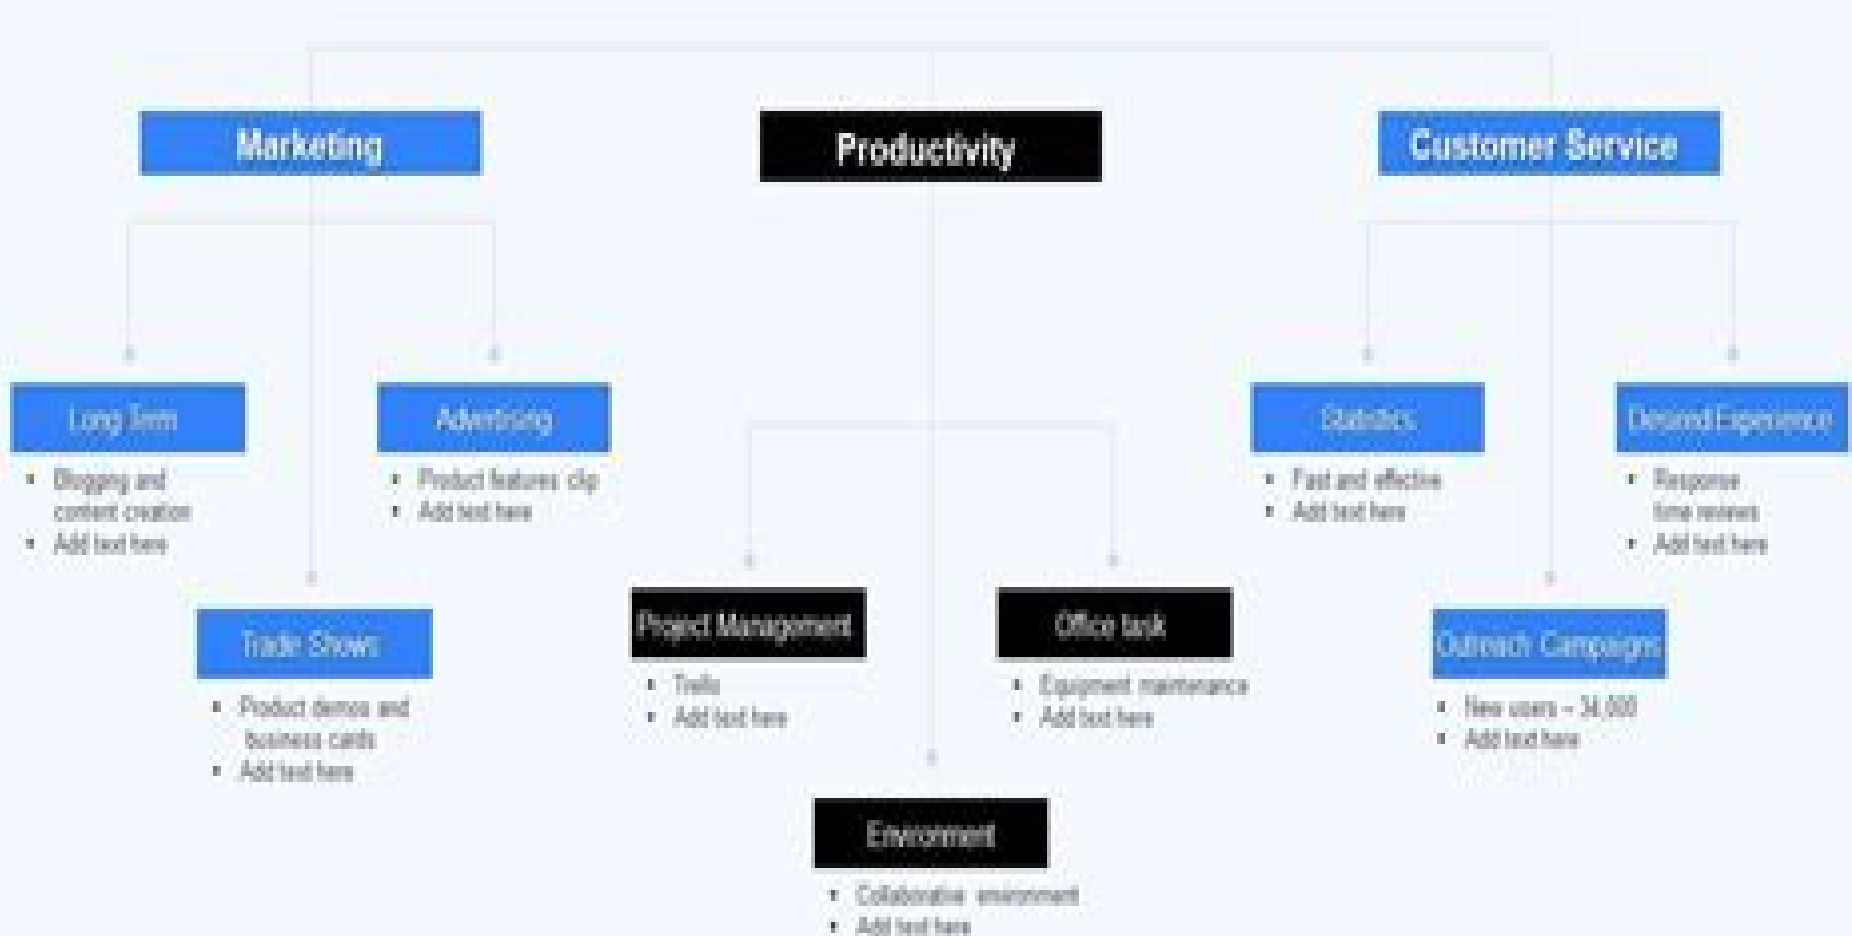 Marketing
Productivity
Customer Service
Long Term
• Blogging and
content creation
• Add text here
Advertising
• Product features clip
• Add text here
Trade Shows
• Product demos and
business cards
• Add text here
Project Management
• Trello
• Add text here
Office task
• Equipment maintenance
• Add text here
Environment
• Collaborative environment
• Add text here
Statistics
• Fast and effective
• Add text here
Desired Experience
• Response
time reviews
• Add text here
Outreach Campaigns
• New users – 34,000
• Add text here